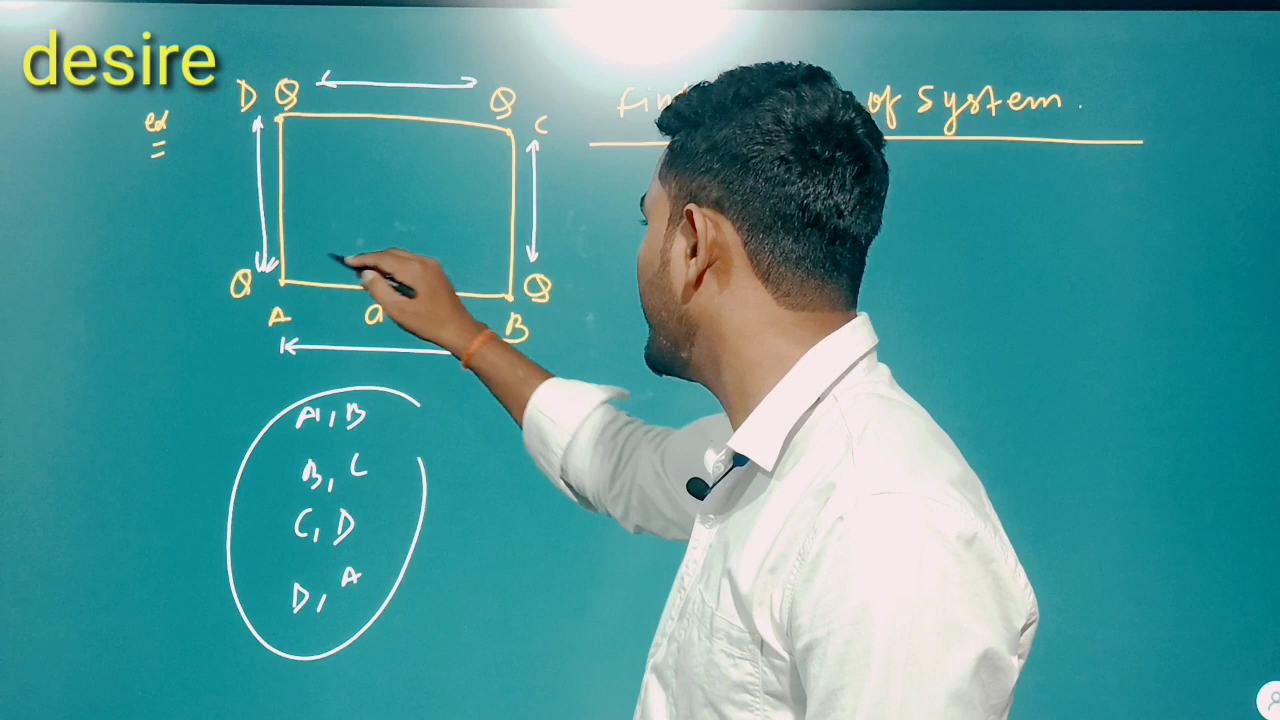 desire
D Q Q C
of System.
Q Q
A a B
A, B
B, C
C, D
D, A